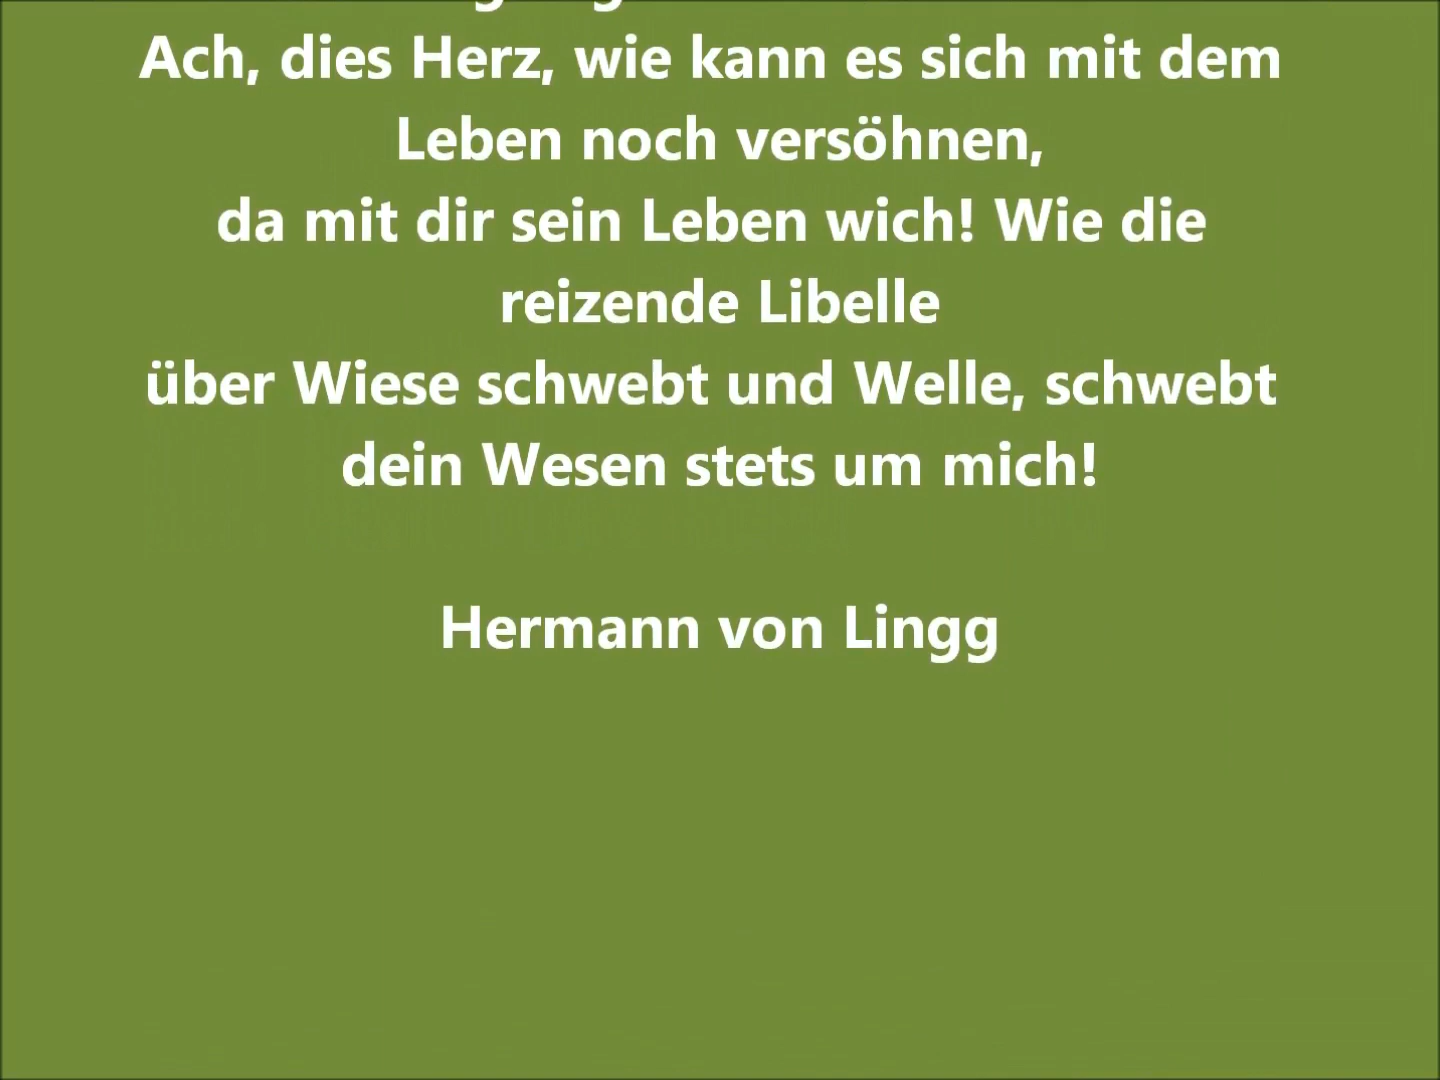 Ach, dies Herz, wie kann es sich mit dem
Leben noch versöhnen,
da mit dir sein Leben wich! Wie die
reizende Libelle
über Wiese schwebt und Welle, schwebt
dein Wesen stets um mich!
Hermann von Lingg